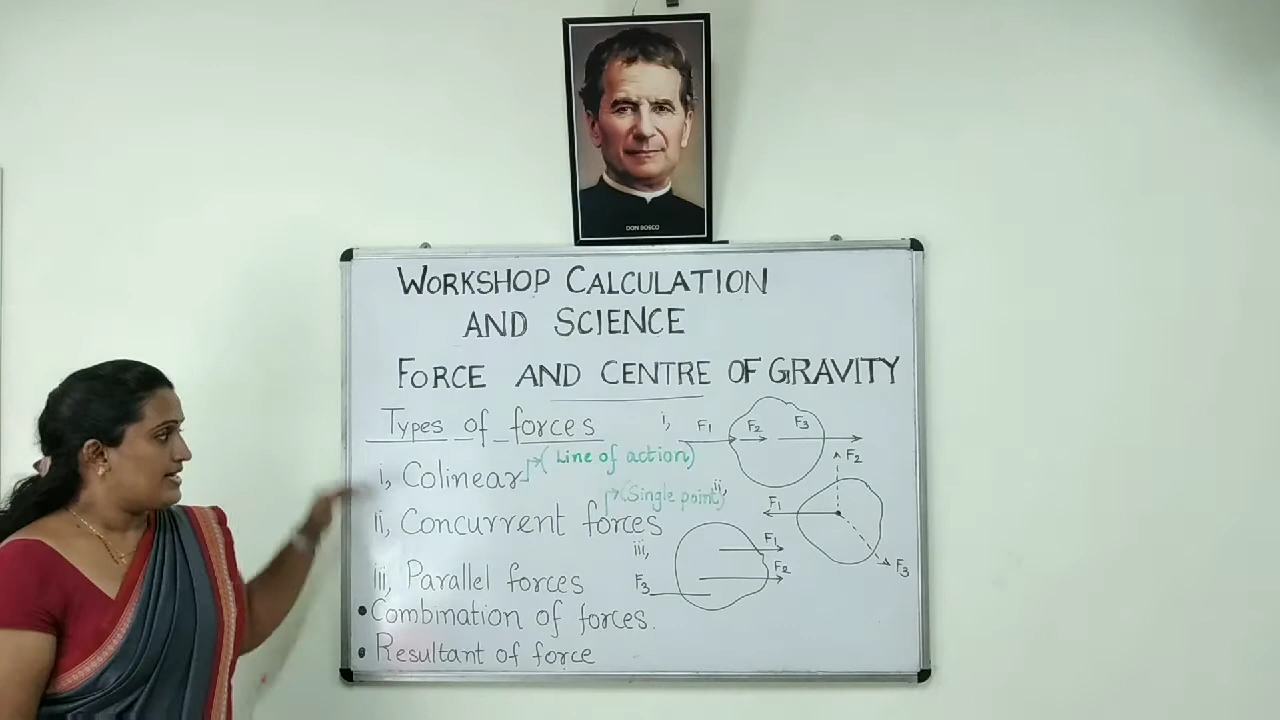 DON BOSCO
WORKSHOP CALCULATION
AND SCIENCE
FORCE AND CENTRE OF GRAVITY
Types of forces
i, Colinear (Line of action)
ii, Concurrent forces (Single point)
iii, Parallel forces
• Combination of forces.
• Resultant of force
i, F1 F2 F3
ii, F1 F2 F3
iii, F1 F2 F3